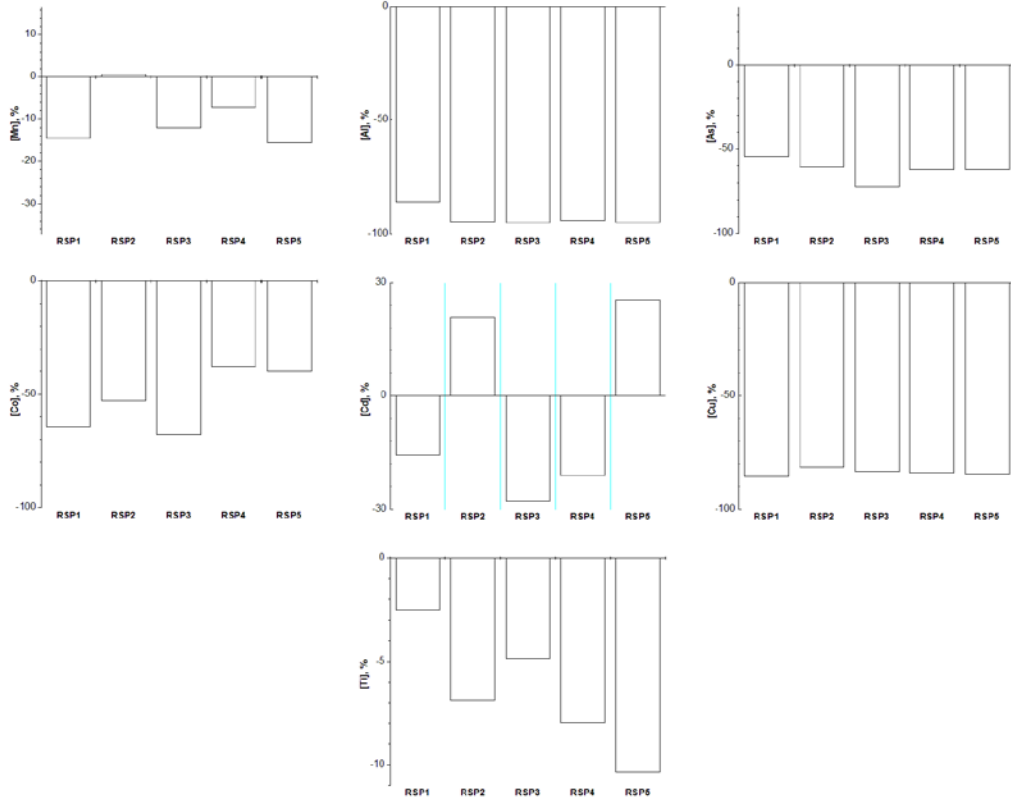 [Mn], %
10
0
-10
-20
-30
RSP1 RSP2 RSP3 RSP4 RSP5
[Al], %
0
-50
-100
RSP1 RSP2 RSP3 RSP4 RSP5
[As], %
0
-50
-100
RSP1 RSP2 RSP3 RSP4 RSP5
[Co], %
0
-50
-100
RSP1 RSP2 RSP3 RSP4 RSP5
[Cd], %
30
0
-30
RSP1 RSP2 RSP3 RSP4 RSP5
[Cu], %
0
-50
-100
RSP1 RSP2 RSP3 RSP4 RSP5
[Ti], %
0
-5
-10
RSP1 RSP2 RSP3 RSP4 RSP5